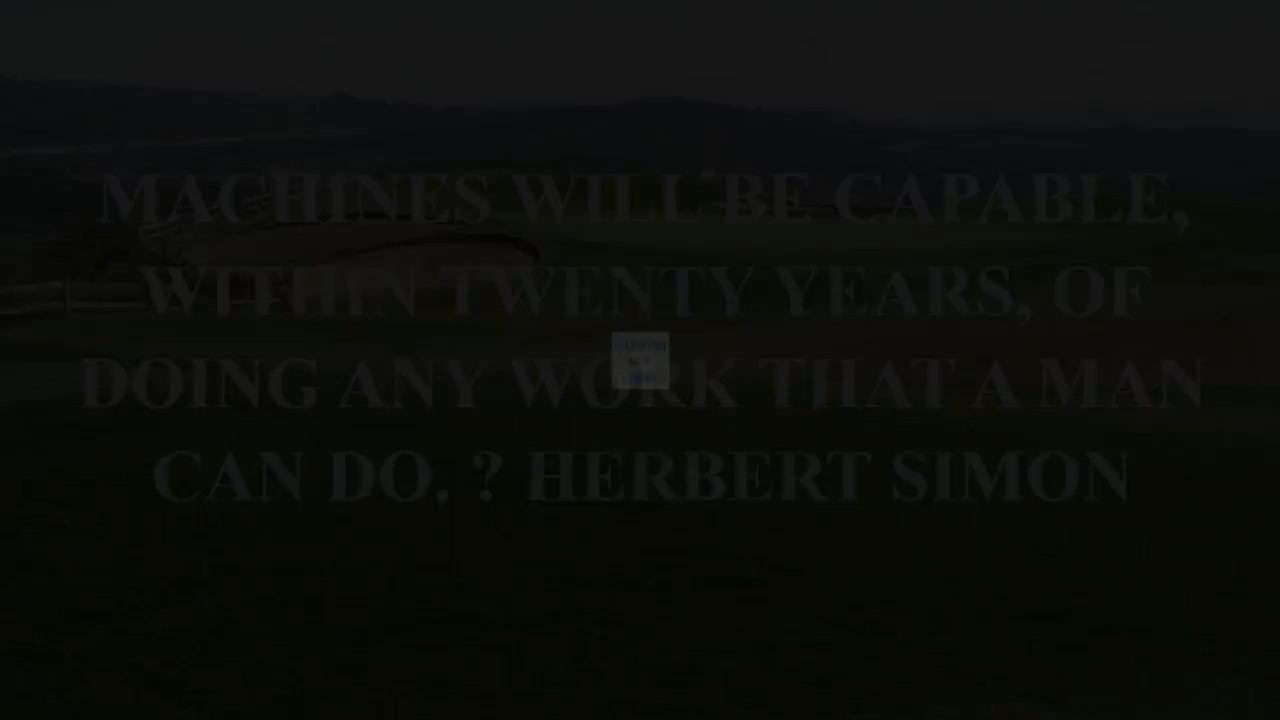 MACHINES WILL BE CAPABLE,
WITHIN TWENTY YEARS, OF
DOING ANY WORK THAT A MAN
CAN DO. ? HERBERT SIMON